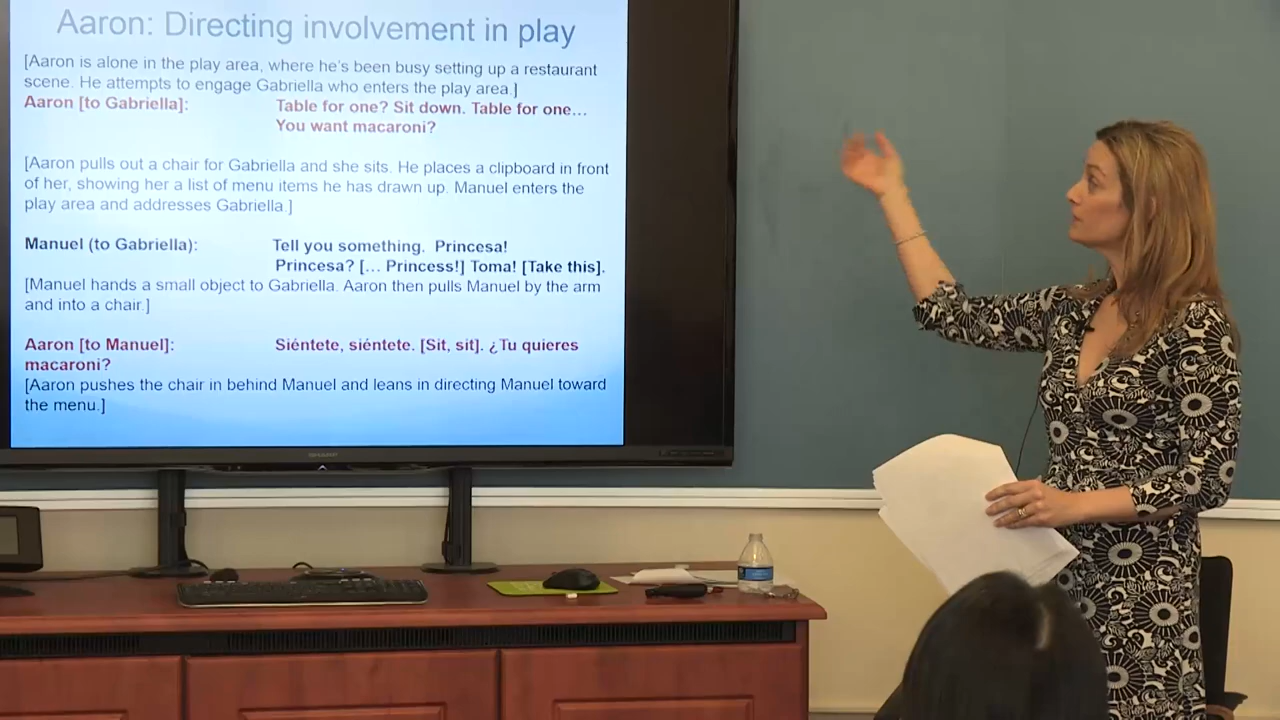 Aaron: Directing involvement in play
[Aaron is alone in the play area, where he's been busy setting up a restaurant
scene. He attempts to engage Gabriella who enters the play area.]
Aaron [to Gabriella]: Table for one? Sit down. Table for one…
You want macaroni?
[Aaron pulls out a chair for Gabriella and she sits. He places a clipboard in front
of her, showing her a list of menu items he has drawn up. Manuel enters the
play area and addresses Gabriella.]
Manuel (to Gabriella): Tell you something. Princesa!
Princesa? [… Princess!] Toma! [Take this].
[Manuel hands a small object to Gabriella. Aaron then pulls Manuel by the arm
and into a chair.]
Aaron [to Manuel]: Siéntete, siéntete. [Sit, sit]. ¿Tu quieres
macaroni?
[Aaron pushes the chair in behind Manuel and leans in directing Manuel toward
the menu.]
SHARP